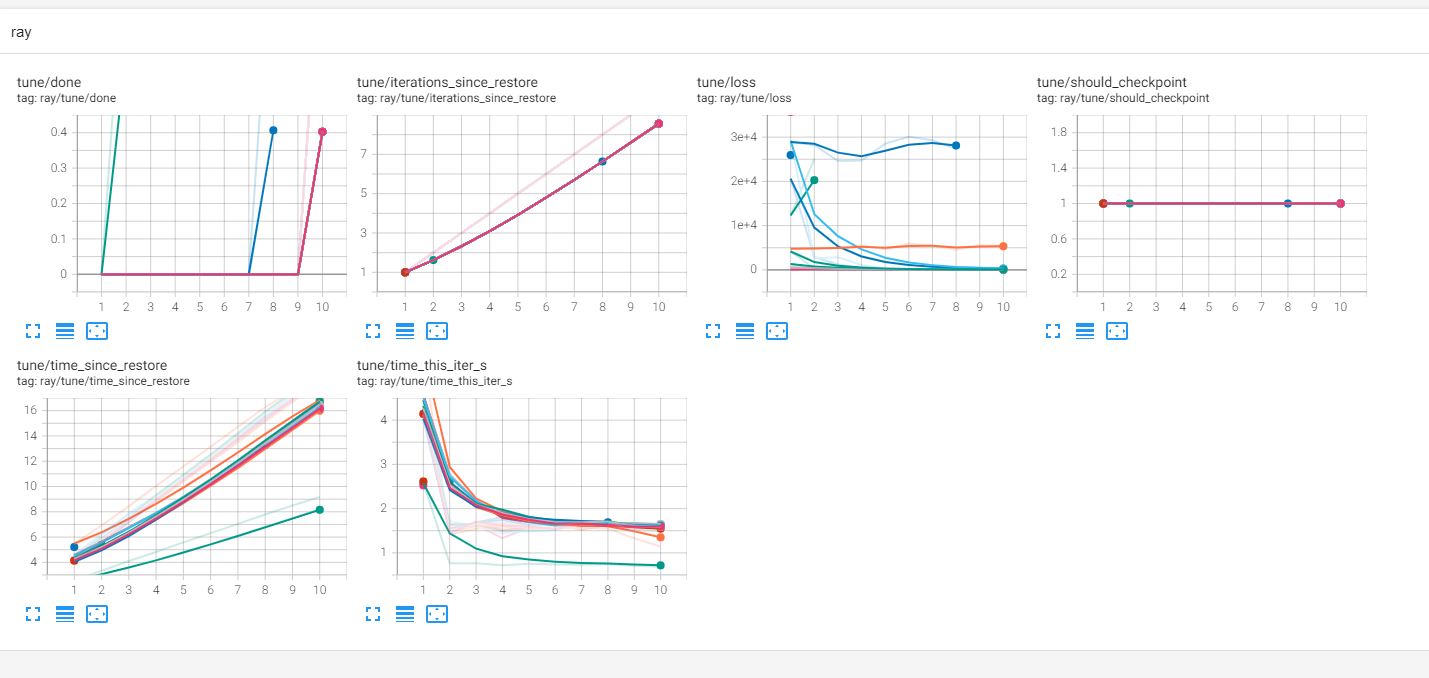 ray
tune/done
tag: ray/tune/done
0.4
0.3
0.2
0.1
0
1 2 3 4 5 6 7 8 9 10
tune/iterations_since_restore
tag: ray/tune/iterations_since_restore
7
5
3
1
1 2 3 4 5 6 7 8 9 10
tune/loss
tag: ray/tune/loss
3e+4
2e+4
1e+4
0
1 2 3 4 5 6 7 8 9 10
tune/should_checkpoint
tag: ray/tune/should_checkpoint
1.8
1.4
1
0.6
0.2
1 2 3 4 5 6 7 8 9 10
tune/time_since_restore
tag: ray/tune/time_since_restore
16
14
12
10
8
6
4
1 2 3 4 5 6 7 8 9 10
tune/time_this_iter_s
tag: ray/tune/time_this_iter_s
4
3
2
1
1 2 3 4 5 6 7 8 9 10